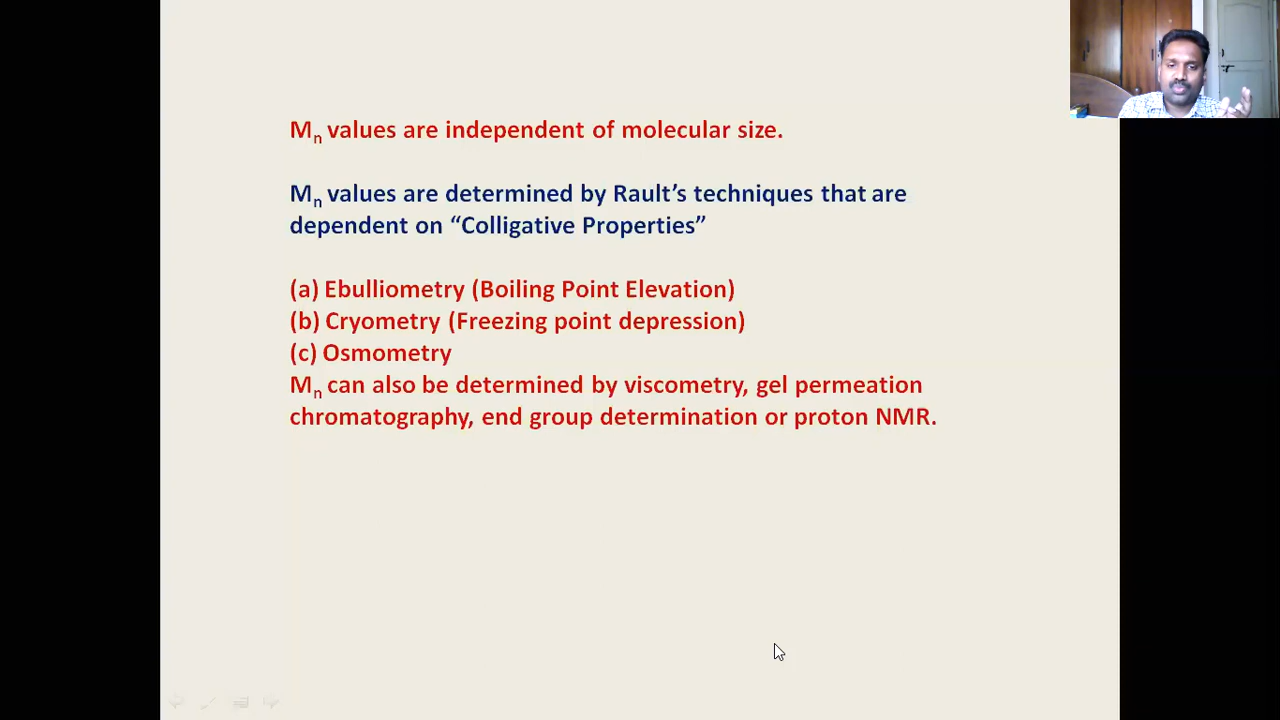 Mn values are independent of molecular size.
Mn values are determined by Rault’s techniques that are
dependent on “Colligative Properties”
(a) Ebulliometry (Boiling Point Elevation)
(b) Cryometry (Freezing point depression)
(c) Osmometry
Mn can also be determined by viscometry, gel permeation
chromatography, end group determination or proton NMR.